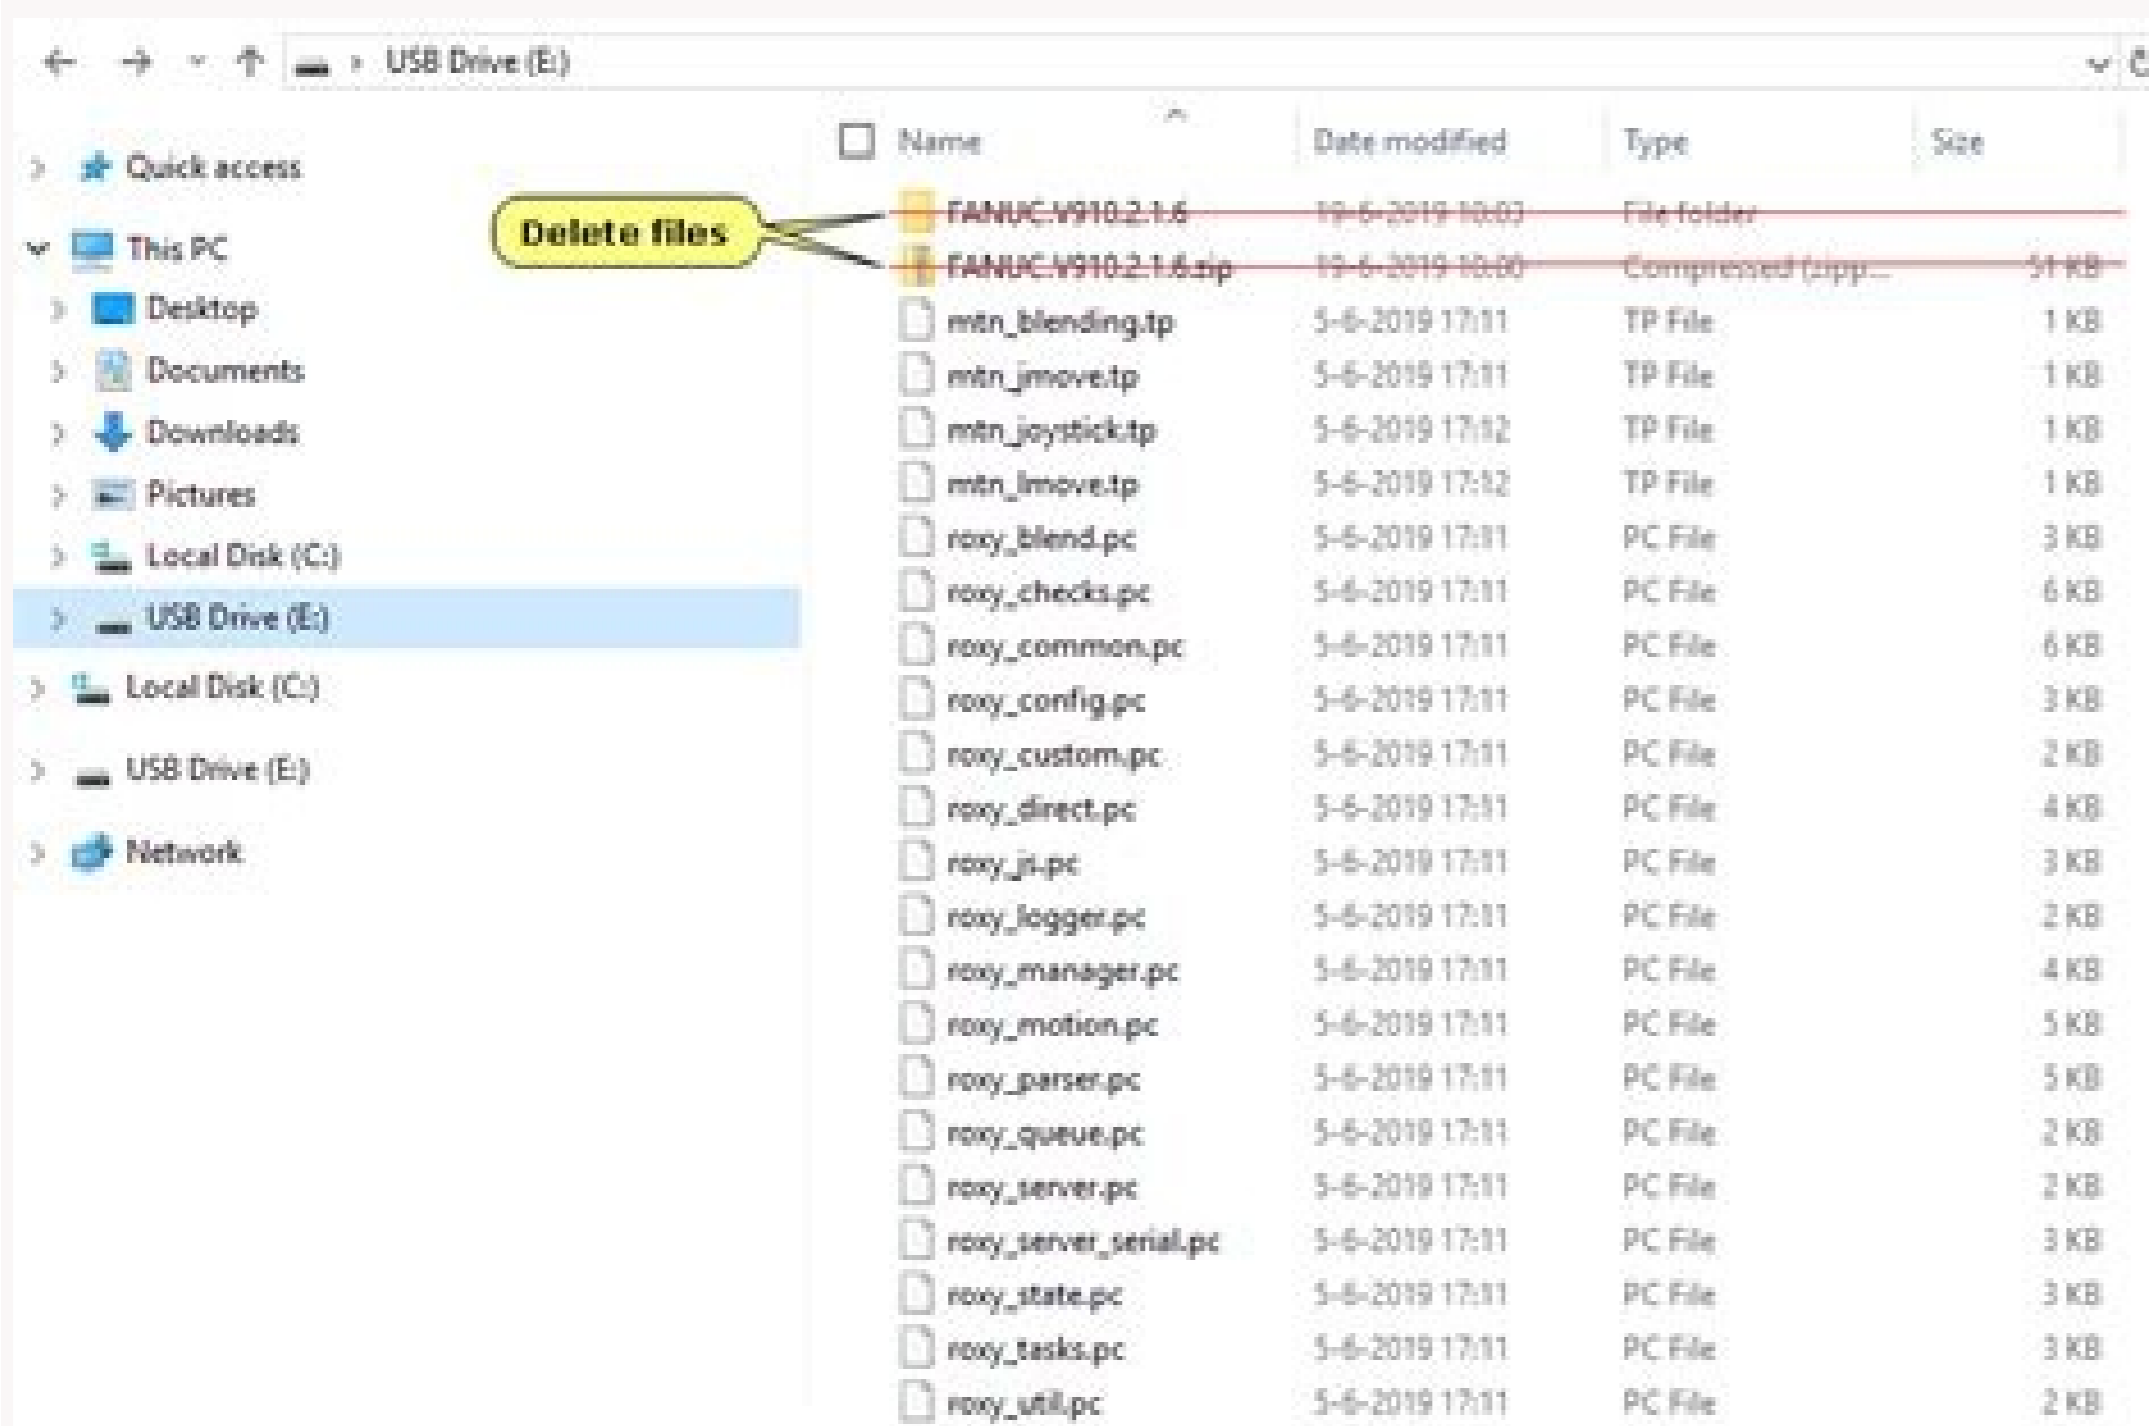 USB Drive (E:)
Name Date modified Type Size
Quick access
This PC
Desktop
Documents
Downloads
Pictures
Local Disk (C:)
USB Drive (E:)
Local Disk (C:)
USB Drive (E:)
Network
Delete files
FANUC.V910.2.1.6 19-6-2019 10:03 File folder
FANUC.V910.2.1.6.zip 19-6-2019 10:00 Compressed (zipp... 51 KB
mtn_blending.tp 5-6-2019 17:11 TP File 1 KB
mtn_jmove.tp 5-6-2019 17:11 TP File 1 KB
mtn_joystick.tp 5-6-2019 17:12 TP File 1 KB
mtn_lmove.tp 5-6-2019 17:12 TP File 1 KB
roxy_blend.pc 5-6-2019 17:11 PC File 3 KB
roxy_checks.pc 5-6-2019 17:11 PC File 6 KB
roxy_common.pc 5-6-2019 17:11 PC File 6 KB
roxy_config.pc 5-6-2019 17:11 PC File 3 KB
roxy_custom.pc 5-6-2019 17:11 PC File 2 KB
roxy_direct.pc 5-6-2019 17:11 PC File 4 KB
roxy_js.pc 5-6-2019 17:11 PC File 3 KB
roxy_logger.pc 5-6-2019 17:11 PC File 2 KB
roxy_manager.pc 5-6-2019 17:11 PC File 4 KB
roxy_motion.pc 5-6-2019 17:11 PC File 5 KB
roxy_parser.pc 5-6-2019 17:11 PC File 5 KB
roxy_queue.pc 5-6-2019 17:11 PC File 2 KB
roxy_server.pc 5-6-2019 17:11 PC File 2 KB
roxy_server_serial.pc 5-6-2019 17:11 PC File 3 KB
roxy_state.pc 5-6-2019 17:11 PC File 3 KB
roxy_tasks.pc 5-6-2019 17:11 PC File 3 KB
roxy_util.pc 5-6-2019 17:11 PC File 2 KB